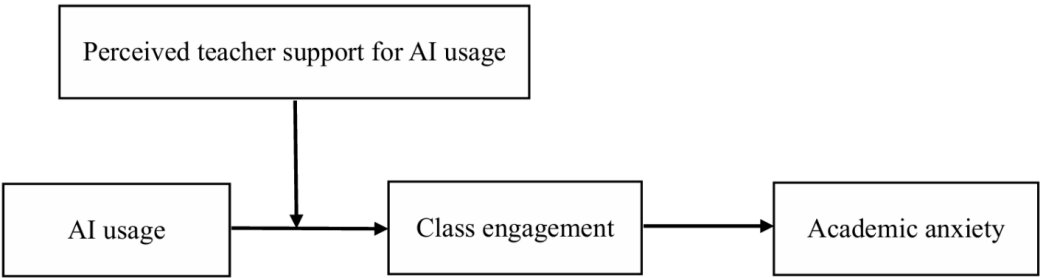 Perceived teacher support for AI usage
AI usage
Class engagement
Academic anxiety